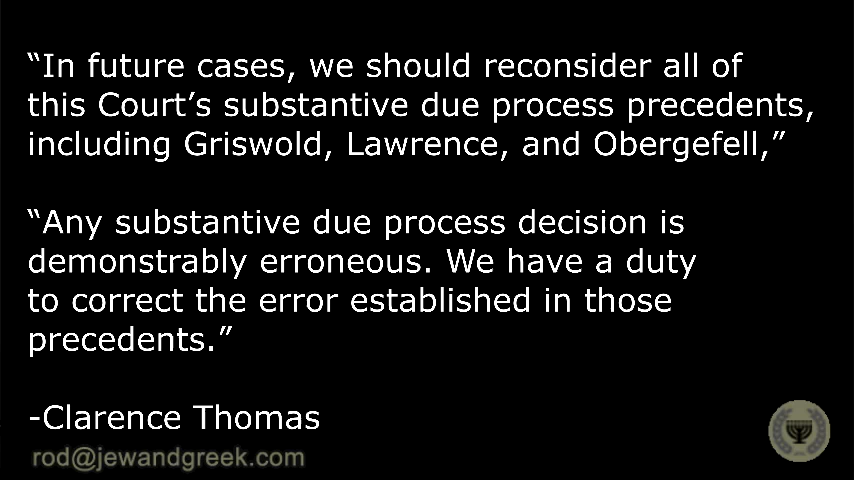 “In future cases, we should reconsider all of
this Court’s substantive due process precedents,
including Griswold, Lawrence, and Obergefell,”
“Any substantive due process decision is
demonstrably erroneous. We have a duty
to correct the error established in those
precedents.”
-Clarence Thomas
rod@jewandgreek.com